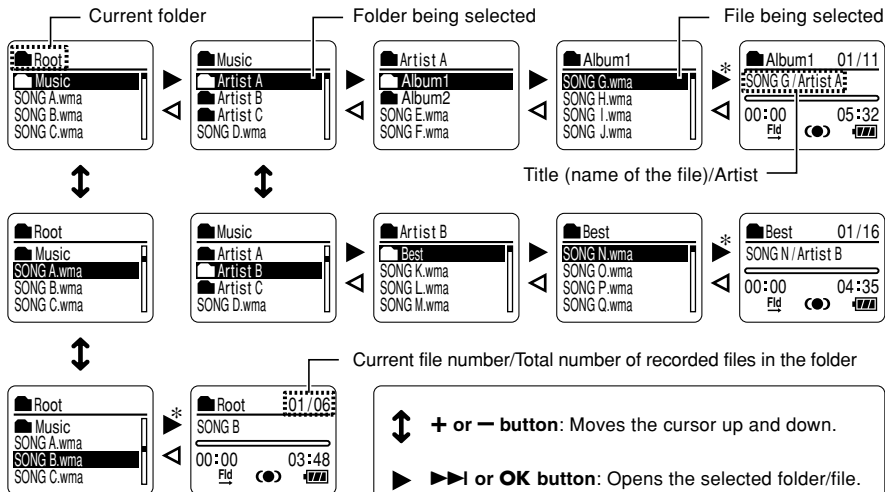 Current folder
Folder being selected
File being selected
Root
Music
SONG A.wma
SONG B.wma
SONG C.wma
Music
Artist A
Artist B
Artist C
SONG D.wma
Artist A
Album1
Album2
SONG E.wma
SONG F.wma
Album1
SONG G.wma
SONG H.wma
SONG I.wma
SONG J.wma
*
Album1 01/11
SONG G/Artist A
00:00 05:32
Fld
Title (name of the file)/Artist
Root
Music
SONG A.wma
SONG B.wma
SONG C.wma
Music
Artist A
Artist B
Artist C
SONG D.wma
Artist B
Best
SONG K.wma
SONG L.wma
SONG M.wma
Best
SONG N.wma
SONG O.wma
SONG P.wma
SONG Q.wma
*
Best 01/16
SONG N/Artist B
00:00 04:35
Fld
Current file number/Total number of recorded files in the folder
Root
Music
SONG A.wma
SONG B.wma
SONG C.wma
*
Root 01/06
SONG B
00:00 03:48
Fld
+ or − button: Moves the cursor up and down.
▶▶I or OK button: Opens the selected folder/file.